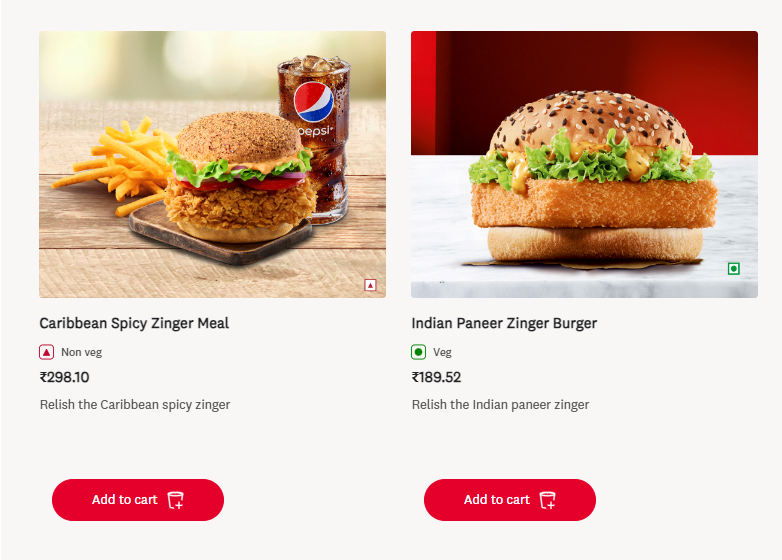 pepsi
Caribbean Spicy Zinger Meal
Non veg
₹298.10
Relish the Caribbean spicy zinger
Add to cart
Indian Paneer Zinger Burger
Veg
₹189.52
Relish the Indian paneer zinger
Add to cart